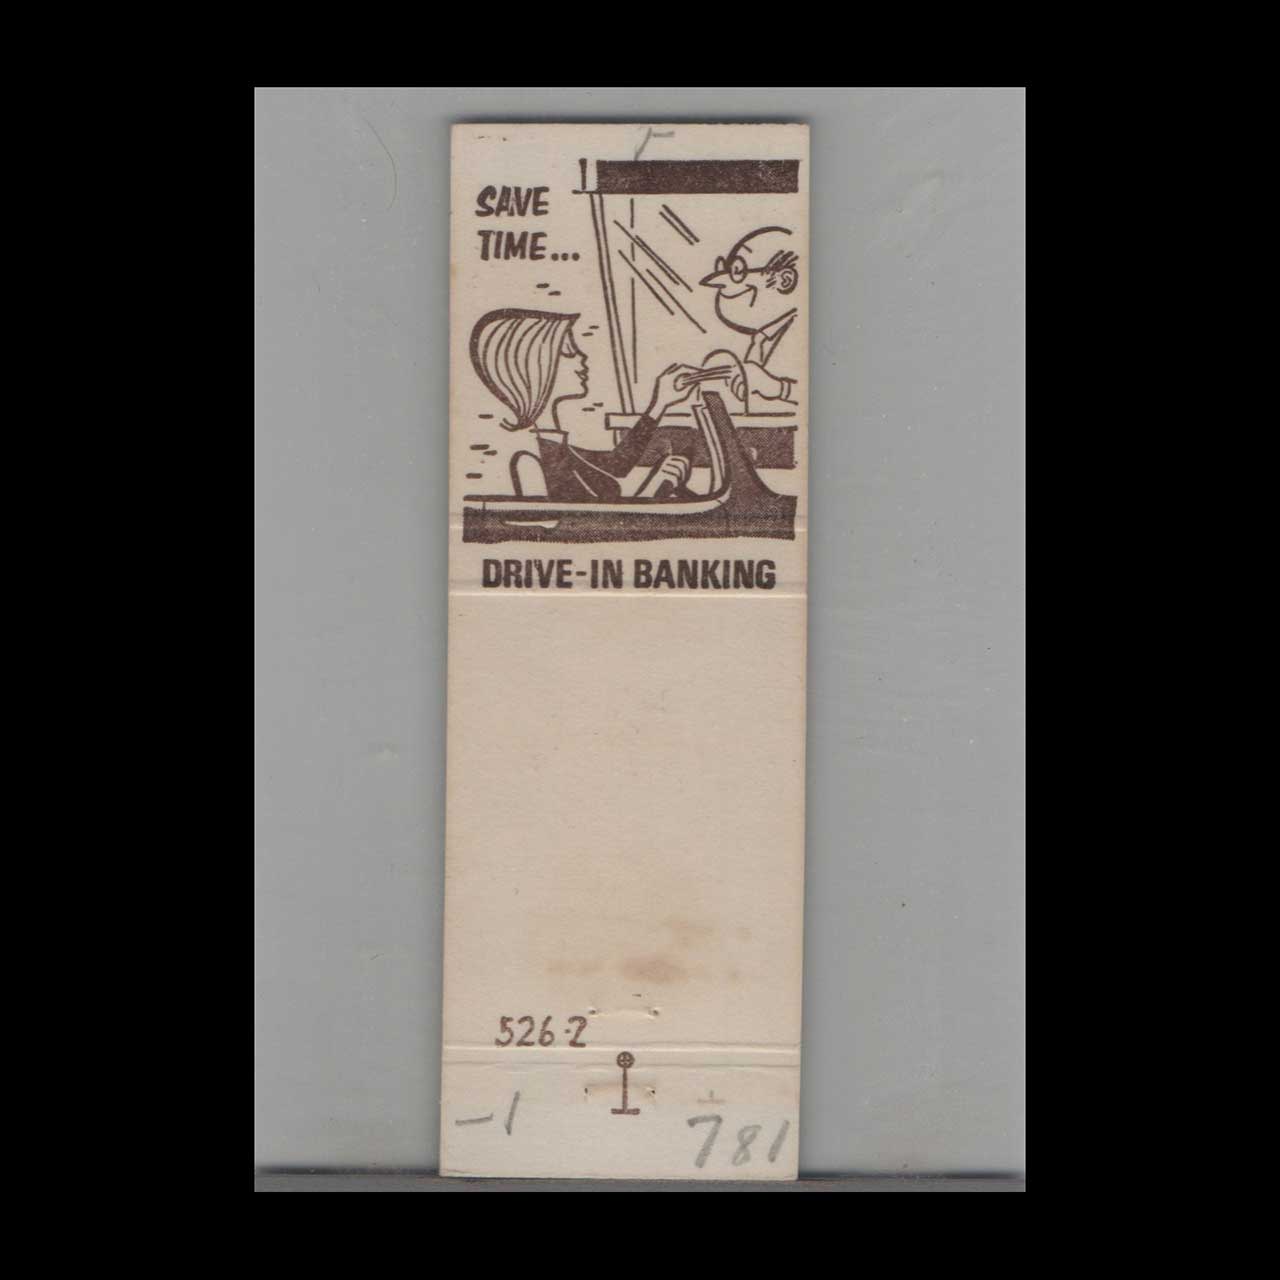 SAVE
TIME...
DRIVE-IN BANKING
526-2
-1
781